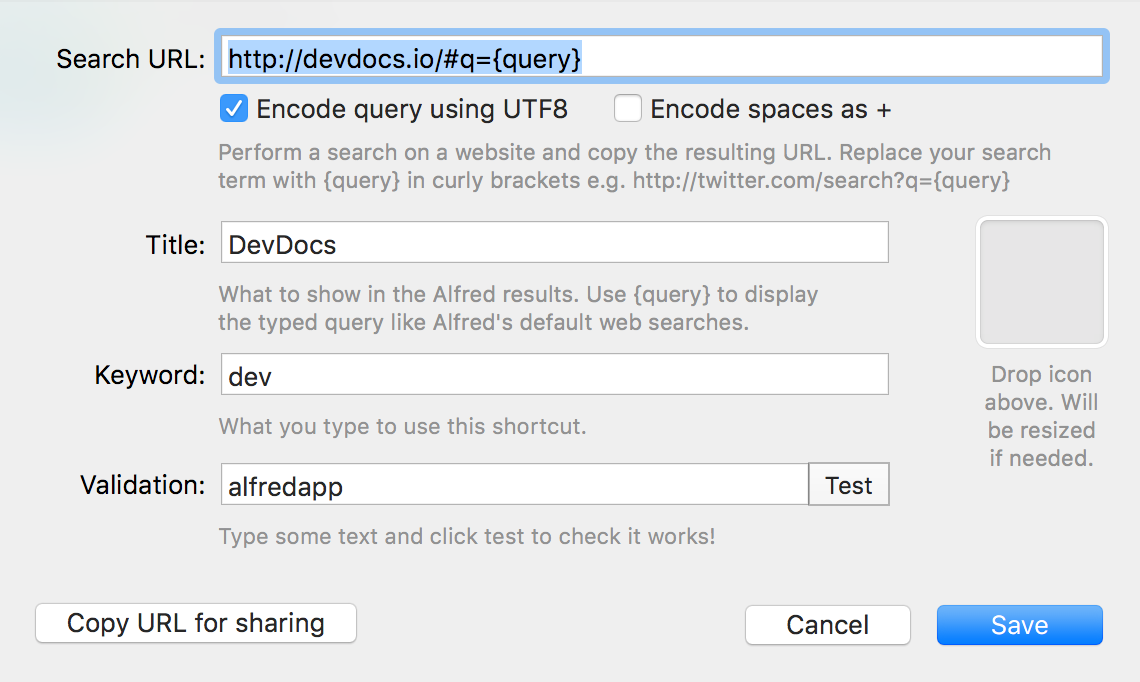 Search URL: http://devdocs.io/#q={query}
Encode query using UTF8 Encode spaces as +
Perform a search on a website and copy the resulting URL. Replace your search
term with {query} in curly brackets e.g. http://twitter.com/search?q={query}
Title: DevDocs
What to show in the Alfred results. Use {query} to display
the typed query like Alfred's default web searches.
Keyword: dev
What you type to use this shortcut.
Drop icon
above. Will
be resized
if needed.
Validation: alfredapp Test
Type some text and click test to check it works!
Copy URL for sharing Cancel Save